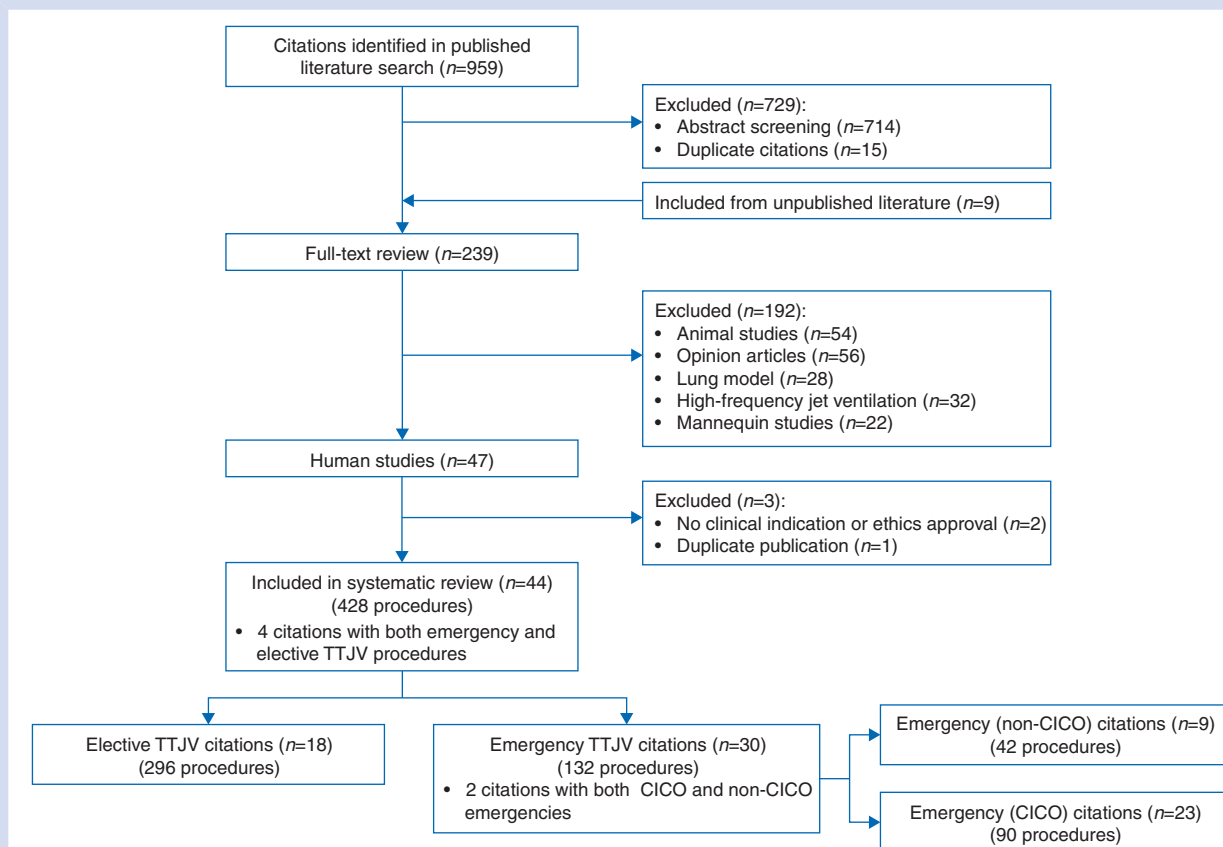 Citations identified in published
literature search (n=959)
Excluded (n=729):
• Abstract screening (n=714)
• Duplicate citations (n=15)
Included from unpublished literature (n=9)
Full-text review (n=239)
Excluded (n=192):
• Animal studies (n=54)
• Opinion articles (n=56)
• Lung model (n=28)
• High-frequency jet ventilation (n=32)
• Mannequin studies (n=22)
Human studies (n=47)
Excluded (n=3):
• No clinical indication or ethics approval (n=2)
• Duplicate publication (n=1)
Included in systematic review (n=44)
(428 procedures)
• 4 citations with both emergency and
elective TTJV procedures
Elective TTJV citations (n=18)
(296 procedures)
Emergency TTJV citations (n=30)
(132 procedures)
• 2 citations with both CICO and non-CICO
emergencies
Emergency (non-CICO) citations (n=9)
(42 procedures)
Emergency (CICO) citations (n=23)
(90 procedures)